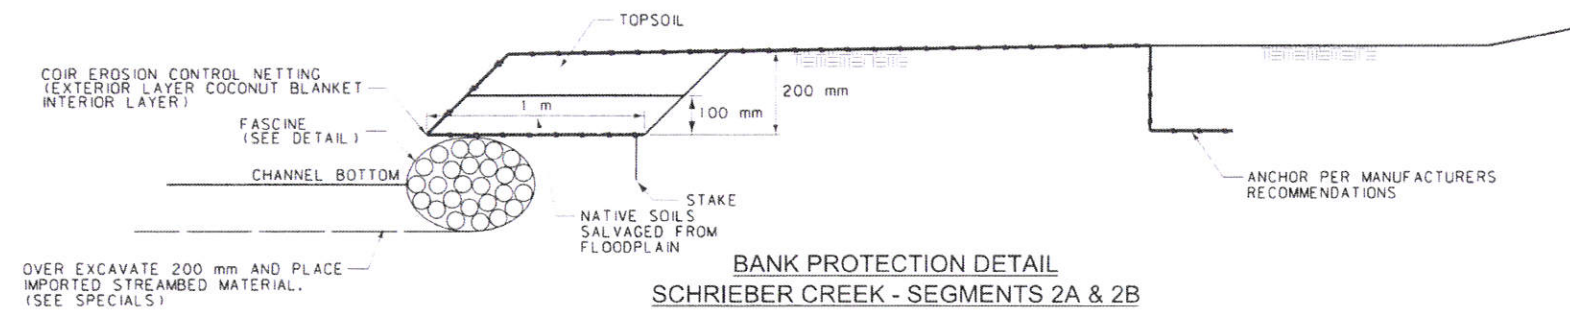 TOPSOIL
COIR EROSION CONTROL NETTING
(EXTERIOR LAYER COCONUT BLANKET
INTERIOR LAYER)
1 m
200 mm
100 mm
FASCINE
(SEE DETAIL)
CHANNEL BOTTOM
ANCHOR PER MANUFACTURERS
RECOMMENDATIONS
STAKE
NATIVE SOILS
SALVAGED FROM
FLOODPLAIN
OVER EXCAVATE 200 mm AND PLACE
IMPORTED STREAMBED MATERIAL.
(SEE SPECIALS)
BANK PROTECTION DETAIL
SCHRIEBER CREEK - SEGMENTS 2A & 2B